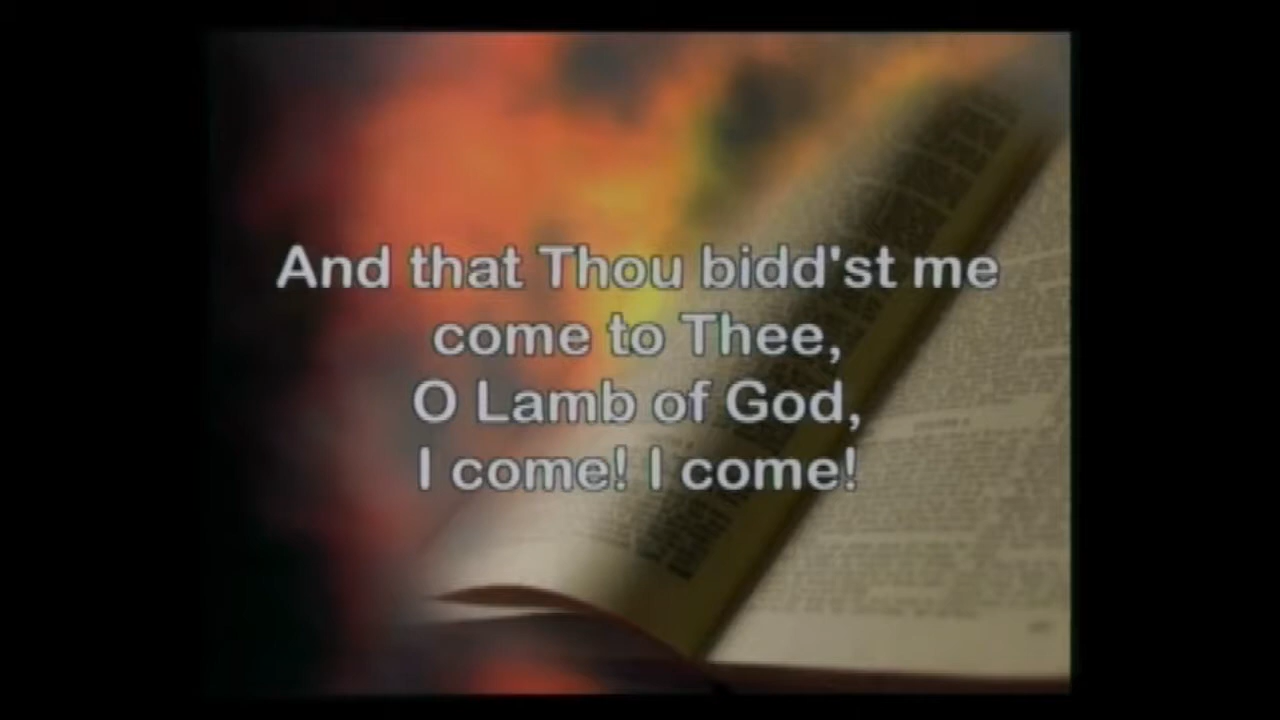 And that Thou bidd'st me
come to Thee,
O Lamb of God,
I come! I come!